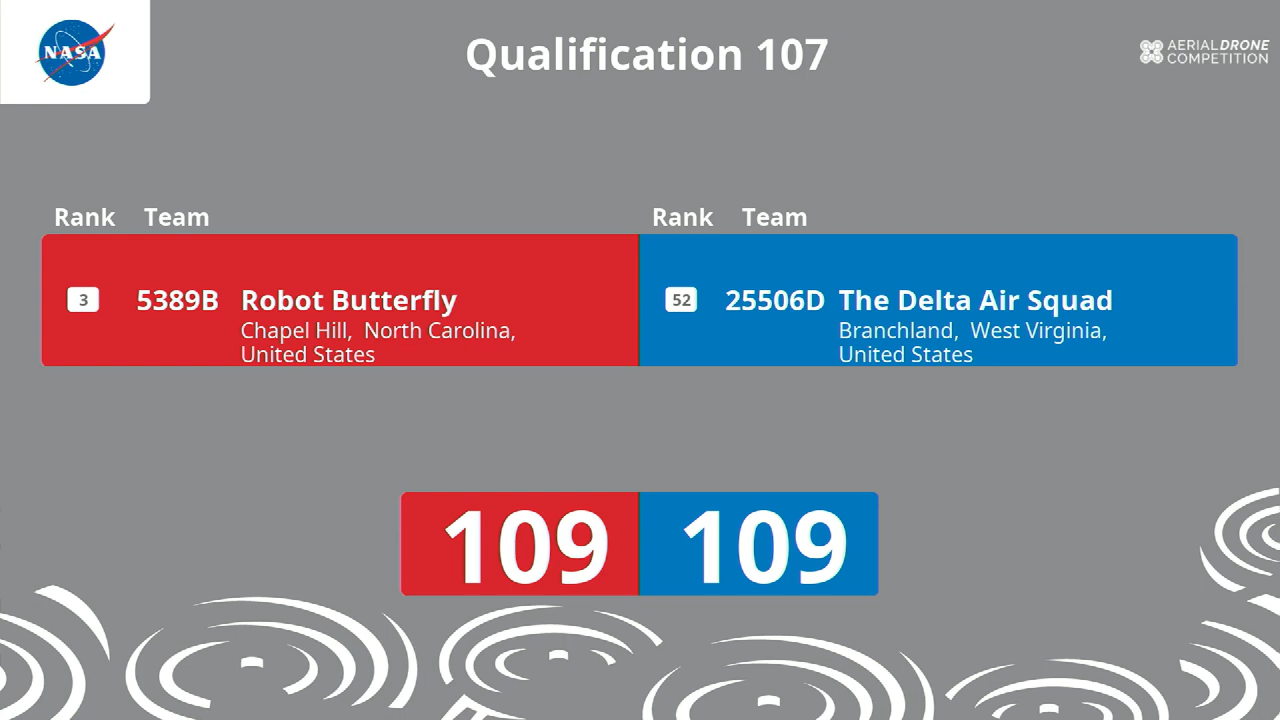 NASA
Qualification 107
AERIAL DRONE
COMPETITION
Rank Team
3 5389B Robot Butterfly
Chapel Hill, North Carolina,
United States
Rank Team
52 25506D The Delta Air Squad
Branchland, West Virginia,
United States
109 109